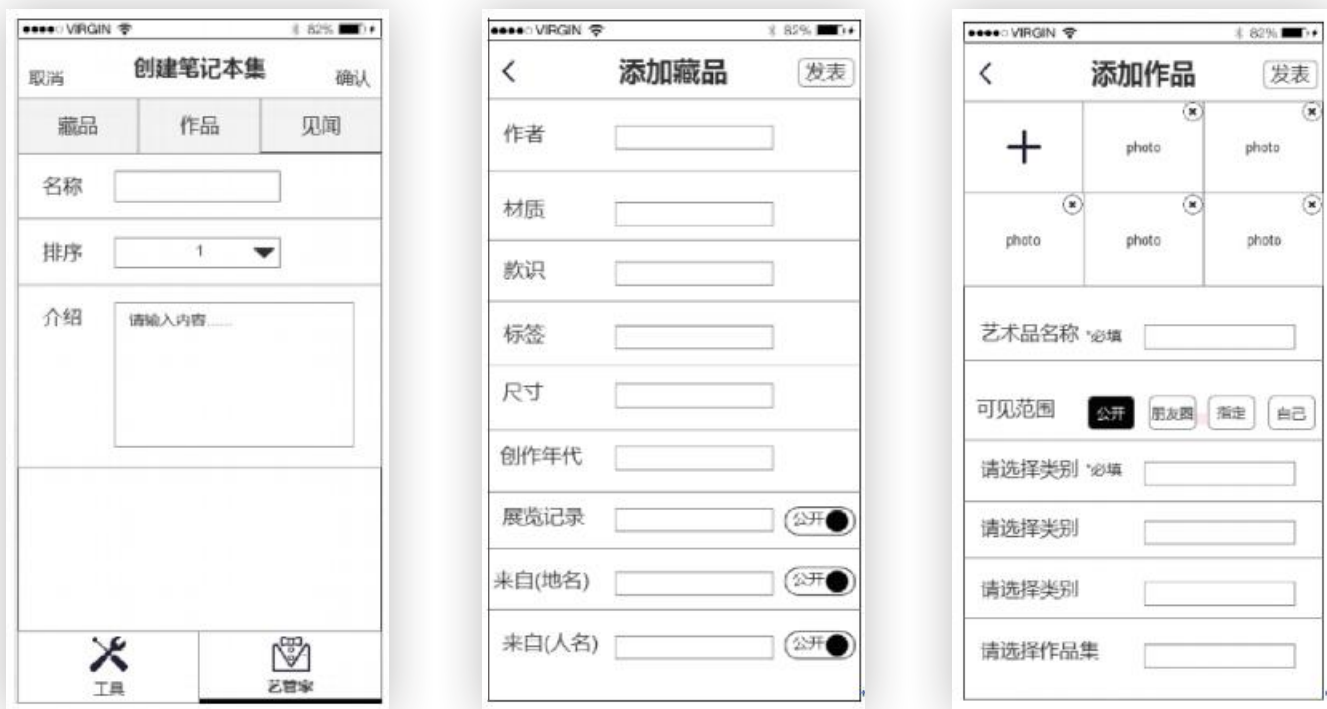 VIRGIN 82%
取消 创建笔记本集 确认
藏品 作品 见闻
名称
排序 1
介绍 请输入内容......
工具 艺管家
VIRGIN 82%
添加藏品 发表
作者
材质
款识
标签
尺寸
创作年代
展览记录 公开
来自(地名) 公开
来自(人名) 公开
VIRGIN 82%
添加作品 发表
photo photo
photo photo photo
艺术品名称 *必填
可见范围 公开 朋友圈 指定 自己
请选择类别 *必填
请选择类别
请选择类别
请选择作品集